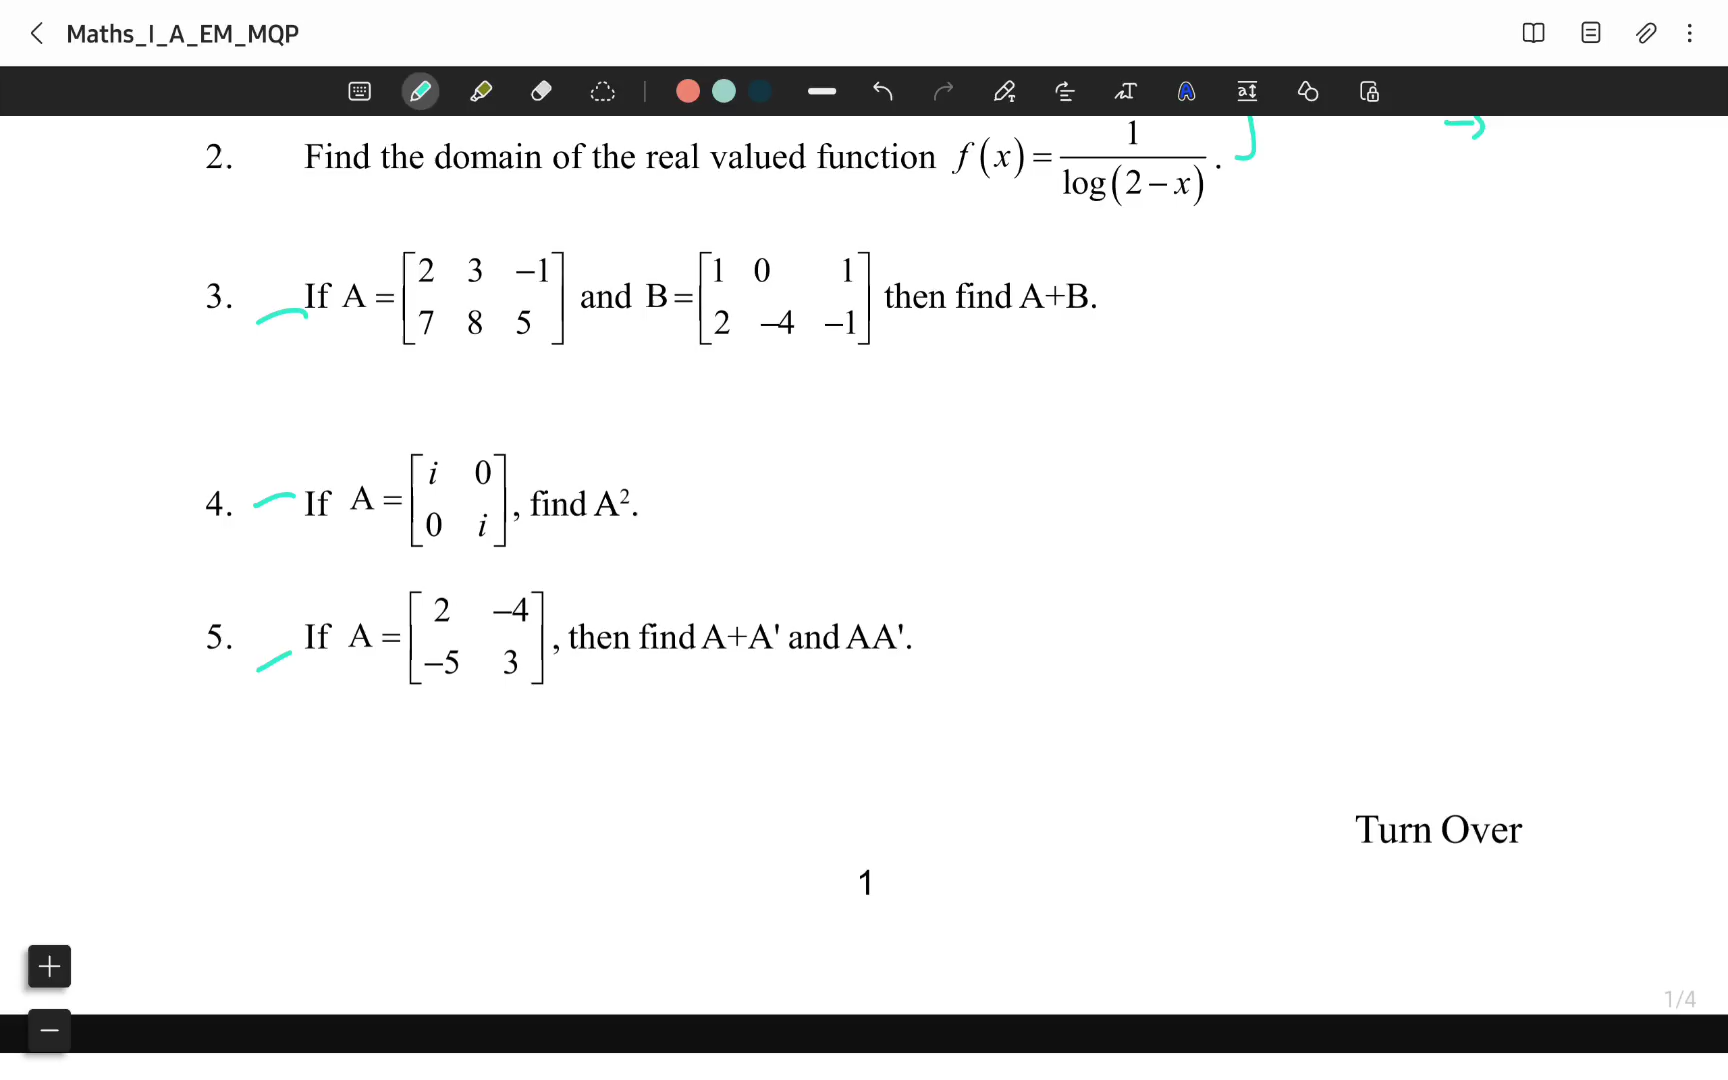 Maths_I_A_EM_MQP
2. Find the domain of the real valued function f(x)=1/log(2−x).
3. If A=[2 3 −1; 7 8 5] and B=[1 0 1; 2 −4 −1] then find A+B.
4. If A=[i 0; 0 i], find A².
5. If A=[2 −4; −5 3], then find A+A' and AA'.
Turn Over
1
1/4